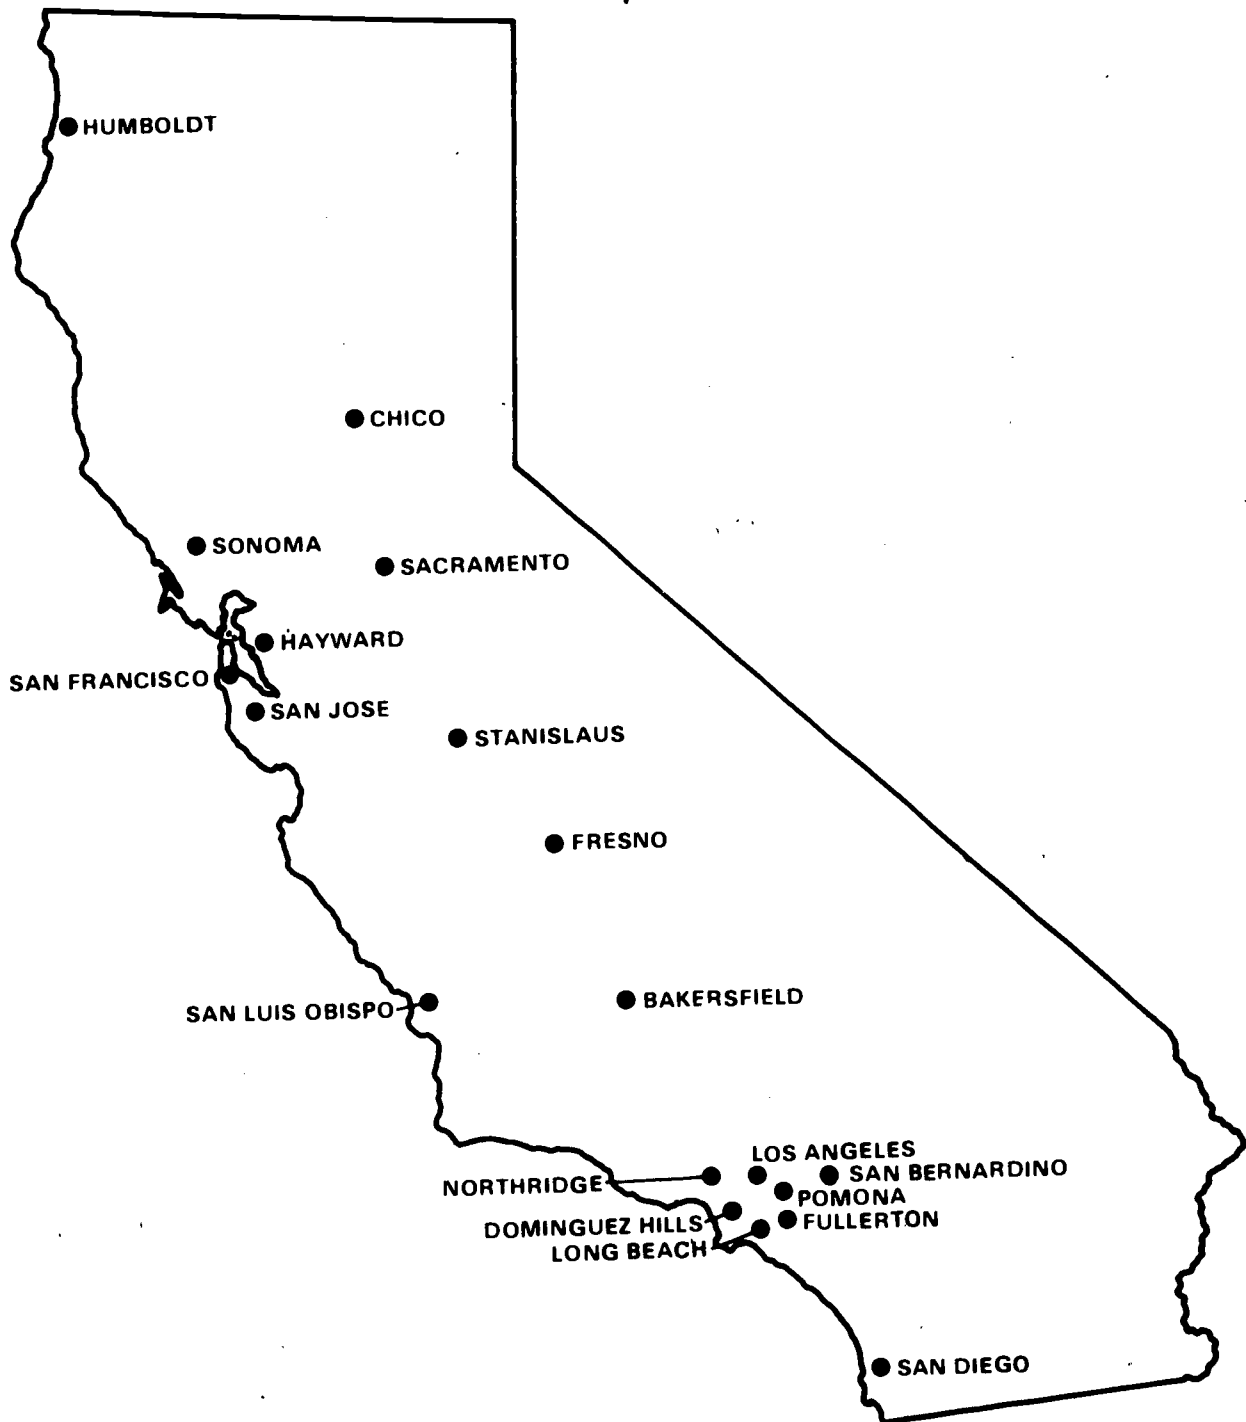 HUMBOLDT
CHICO
SONOMA
SACRAMENTO
HAYWARD
SAN FRANCISCO
SAN JOSE
STANISLAUS
FRESNO
SAN LUIS OBISPO
BAKERSFIELD
LOS ANGELES
NORTHRIDGE
SAN BERNARDINO
POMONA
DOMINGUEZ HILLS
FULLERTON
LONG BEACH
SAN DIEGO